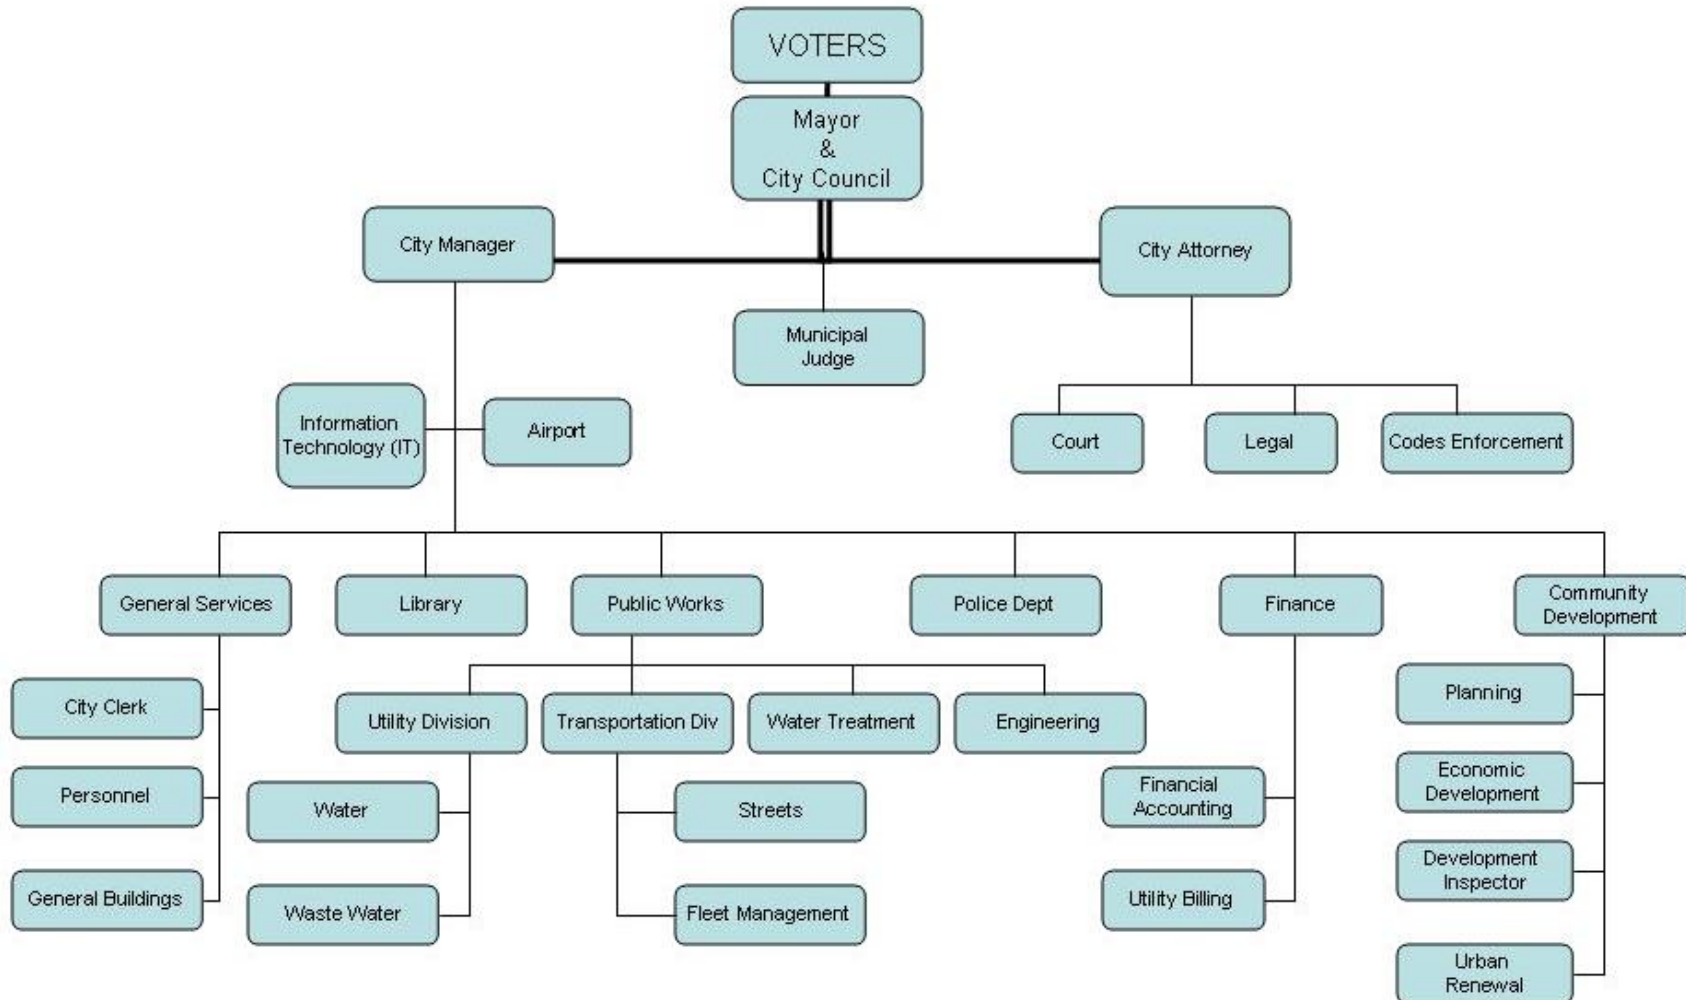 VOTERS
Mayor
&
City Council
City Manager
City Attorney
Municipal
Judge
Information
Technology (IT)
Airport
Court
Legal
Codes Enforcement
General Services
Library
Public Works
Police Dept
Finance
Community
Development
City Clerk
Personnel
General Buildings
Utility Division
Transportation Div
Water Treatment
Engineering
Water
Waste Water
Streets
Fleet Management
Financial
Accounting
Utility Billing
Planning
Economic
Development
Development
Inspector
Urban
Renewal